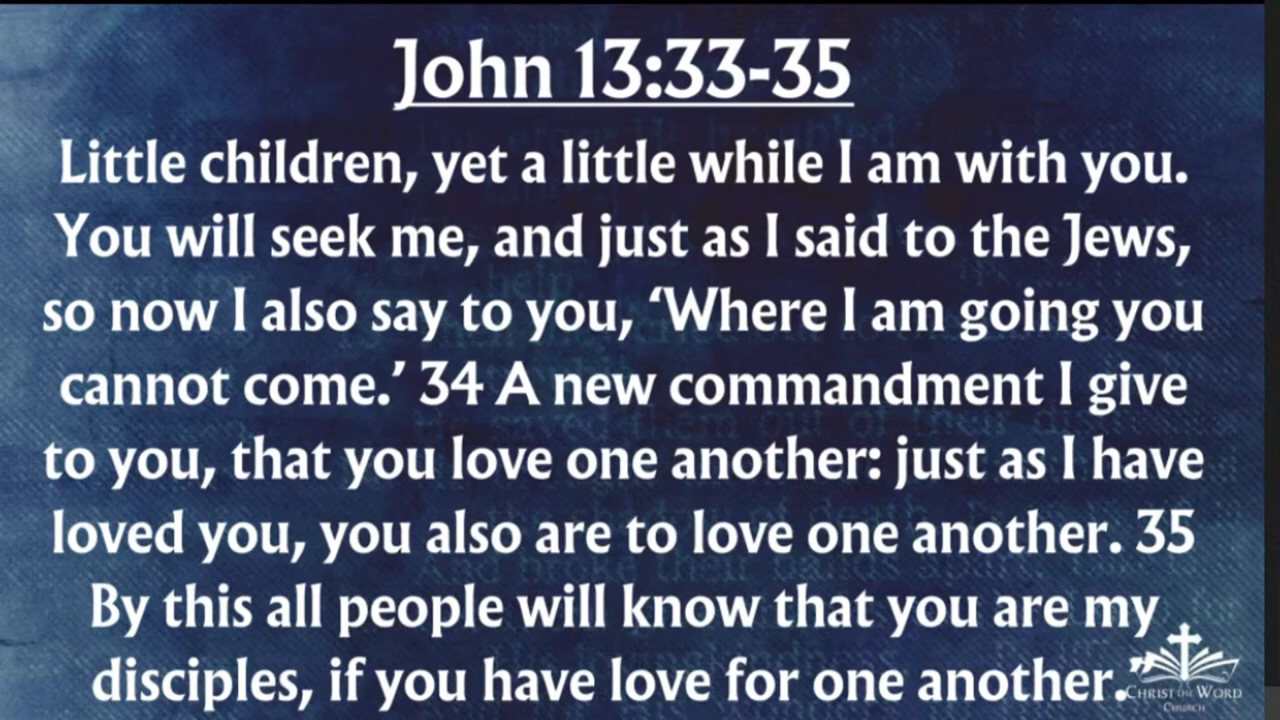 John 13:33-35
Little children, yet a little while I am with you.
You will seek me, and just as I said to the Jews,
so now I also say to you, ‘Where I am going you
cannot come.’ 34 A new commandment I give
to you, that you love one another: just as I have
loved you, you also are to love one another. 35
By this all people will know that you are my
disciples, if you have love for one another.”
CHRIST THE WORD
CHURCH